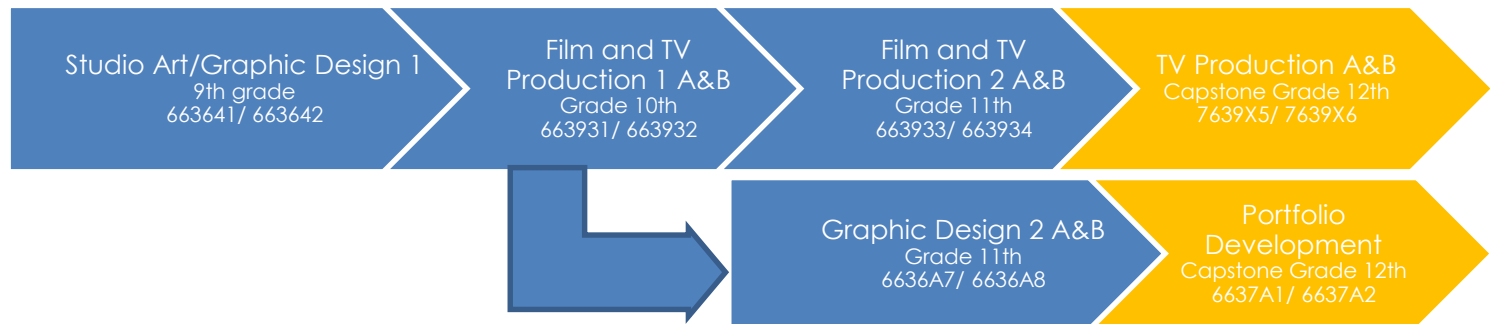 Studio Art/Graphic Design 1
9th grade
663641/ 663642
Film and TV
Production 1 A&B
Grade 10th
663931/ 663932
Film and TV
Production 2 A&B
Grade 11th
663933/ 663934
TV Production A&B
Capstone Grade 12th
7639X5/ 7639X6
Graphic Design 2 A&B
Grade 11th
6636A7/ 6636A8
Portfolio
Development
Capstone Grade 12th
6637A1/ 6637A2